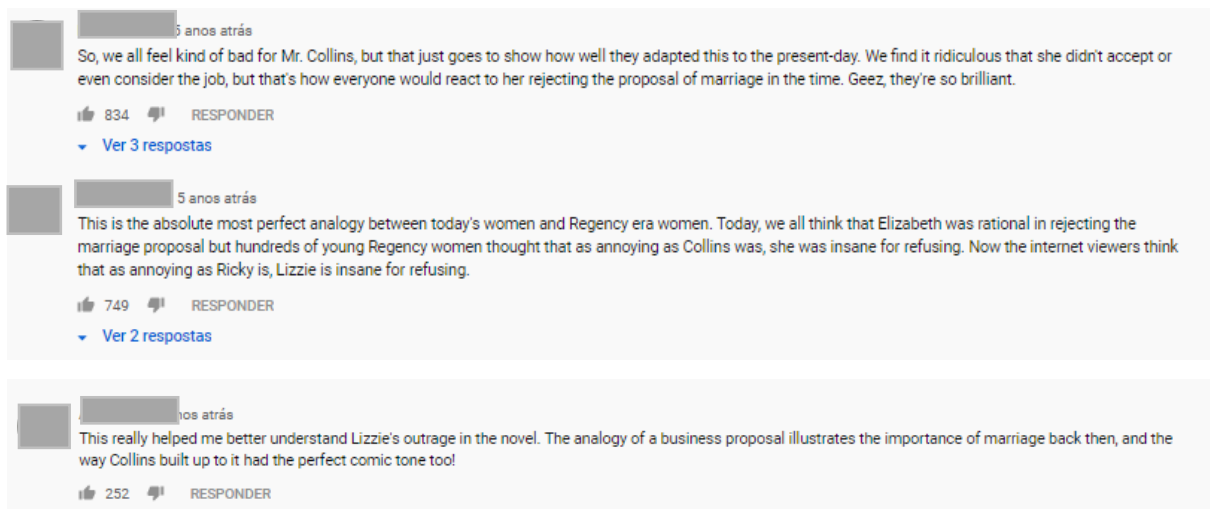 anos atrás
So, we all feel kind of bad for Mr. Collins, but that just goes to show how well they adapted this to the present-day. We find it ridiculous that she didn't accept or
even consider the job, but that's how everyone would react to her rejecting the proposal of marriage in the time. Geez, they're so brilliant.
834 RESPONDER
Ver 3 respostas
5 anos atrás
This is the absolute most perfect analogy between today's women and Regency era women. Today, we all think that Elizabeth was rational in rejecting the
marriage proposal but hundreds of young Regency women thought that as annoying as Collins was, she was insane for refusing. Now the internet viewers think
that as annoying as Ricky is, Lizzie is insane for refusing.
749 RESPONDER
Ver 2 respostas
atrás
This really helped me better understand Lizzie's outrage in the novel. The analogy of a business proposal illustrates the importance of marriage back then, and the
way Collins built up to it had the perfect comic tone too!
252 RESPONDER